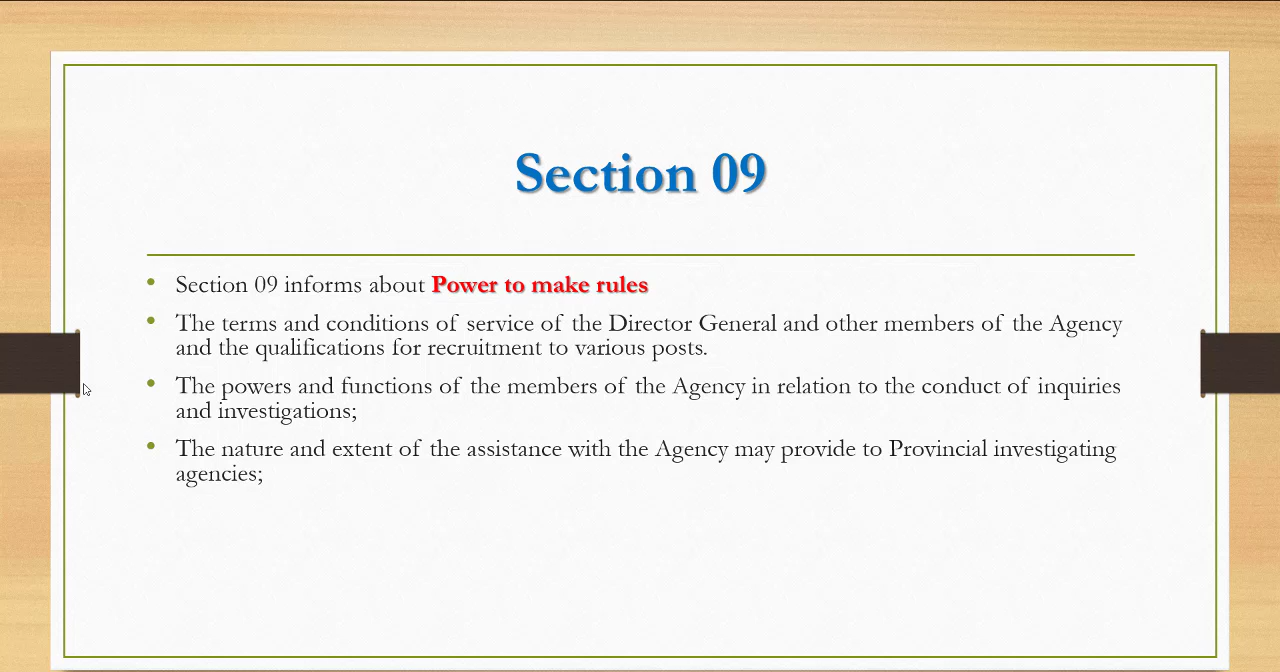 Section 09
• Section 09 informs about Power to make rules
• The terms and conditions of service of the Director General and other members of the Agency
and the qualifications for recruitment to various posts.
• The powers and functions of the members of the Agency in relation to the conduct of inquiries
and investigations;
• The nature and extent of the assistance with the Agency may provide to Provincial investigating
agencies;